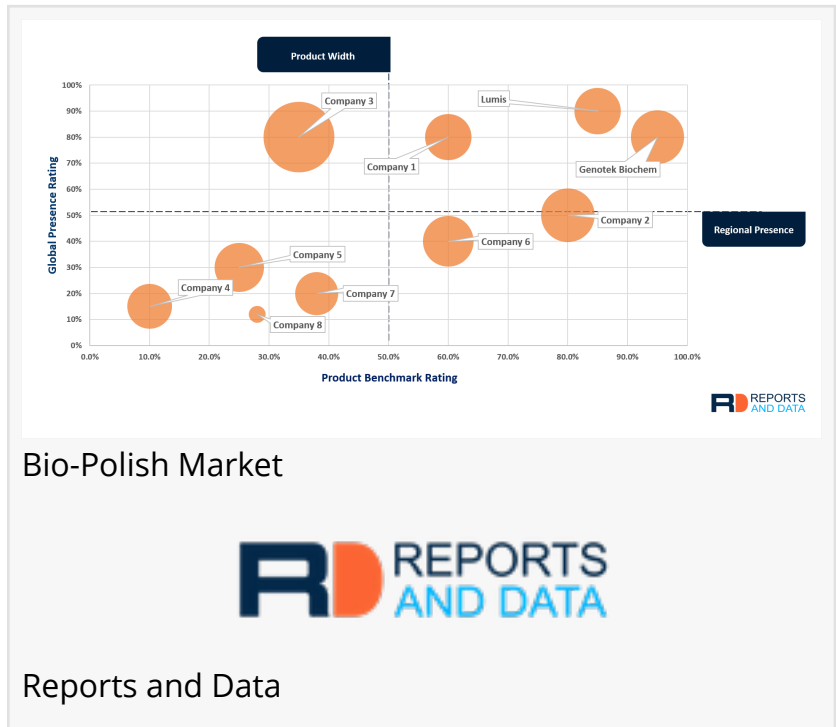 Product Width
100%
90%
80%
70%
60%
50%
40%
30%
20%
10%
0%
Global Presence Rating
Company 3
Lumis
Company 1
Genotek Biochem
Company 2
Regional Presence
Company 6
Company 5
Company 4
Company 7
Company 8
0.0% 10.0% 20.0% 30.0% 40.0% 50.0% 60.0% 70.0% 80.0% 90.0% 100.0%
Product Benchmark Rating
RD REPORTS
AND DATA
Bio-Polish Market
RD REPORTS
AND DATA
Reports and Data